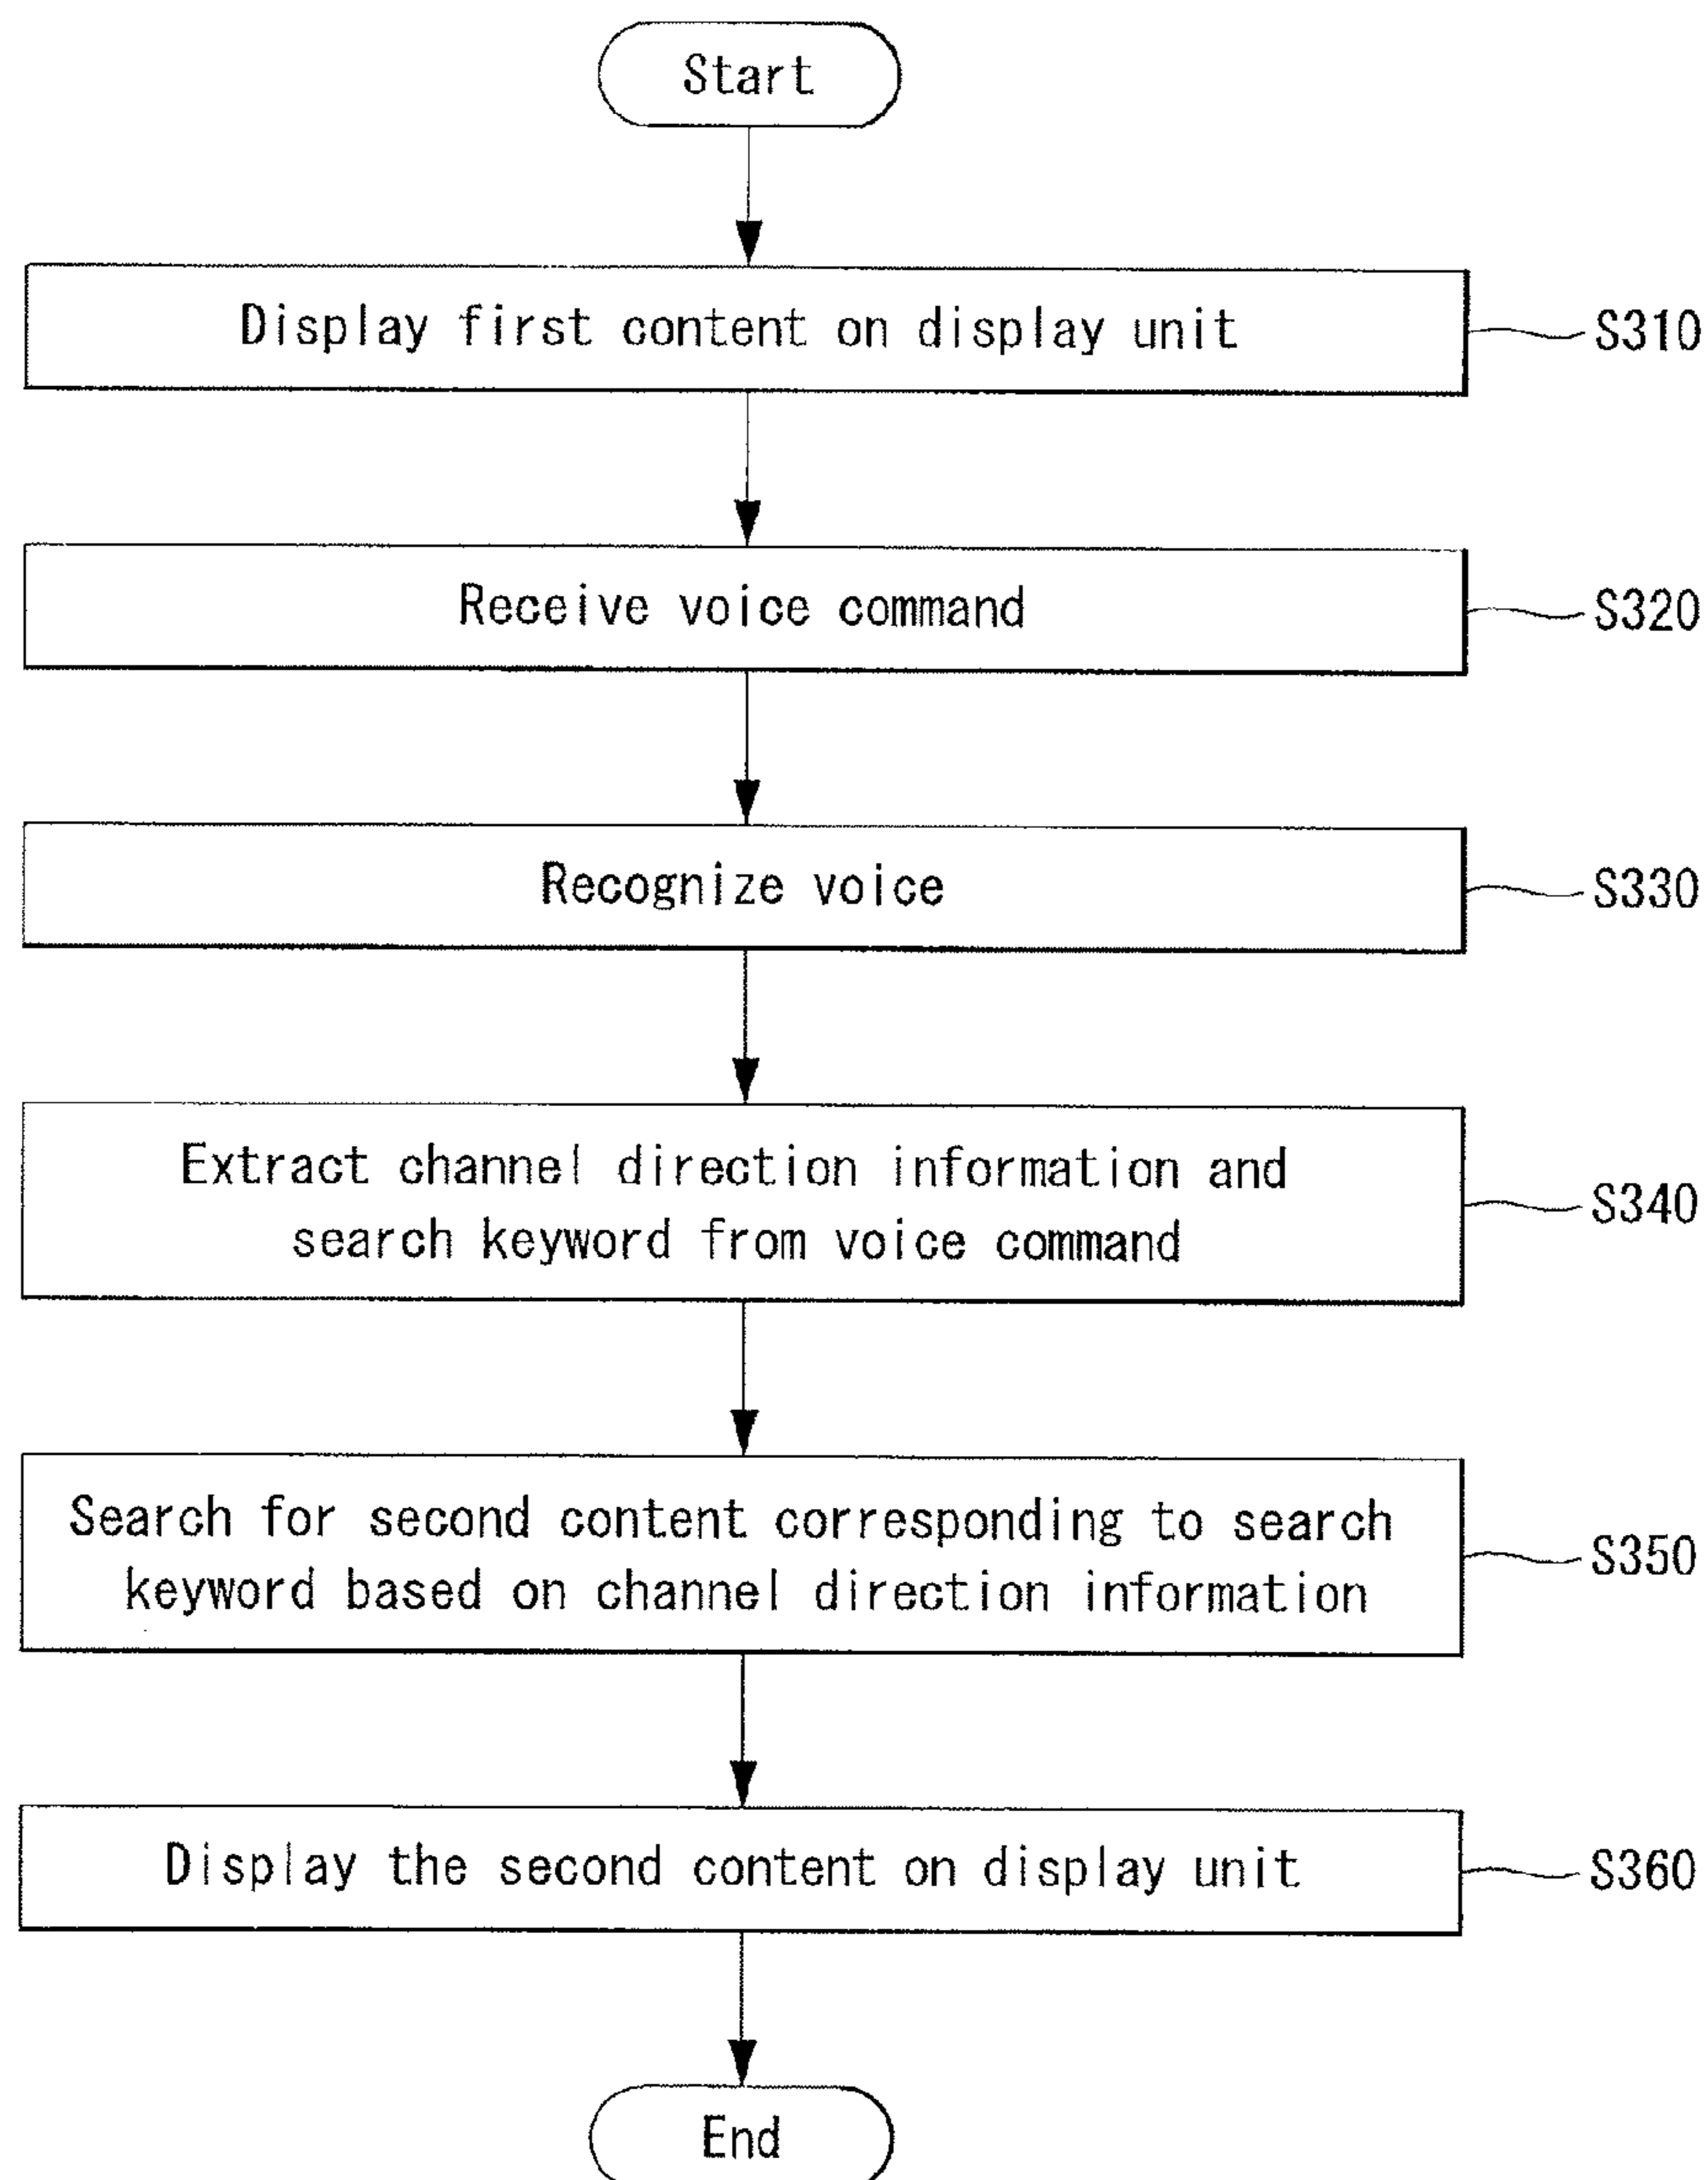 Start
Display first content on display unit
S310
Receive voice command
S320
Recognize voice
S330
Extract channel direction information and
search keyword from voice command
S340
Search for second content corresponding to search
keyword based on channel direction information
S350
Display the second content on display unit
S360
End